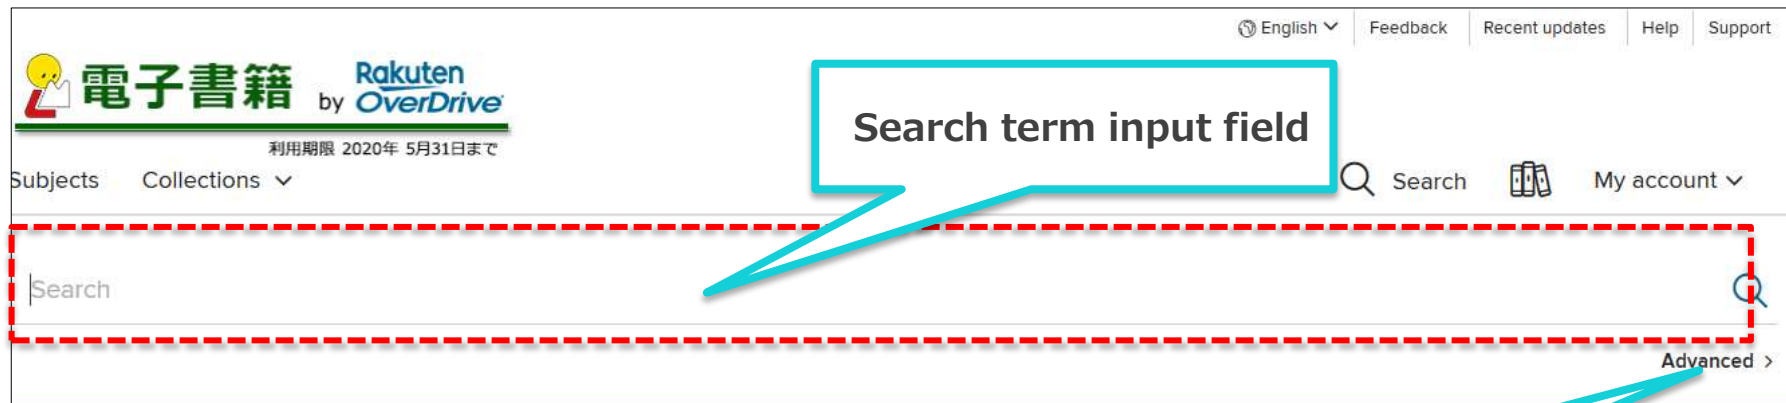 English Feedback Recent updates Help Support
電子書籍 by Rakuten OverDrive
利用期限 2020年 5月31日まで
Search term input field
Subjects Collections Search My account
Search
Advanced >